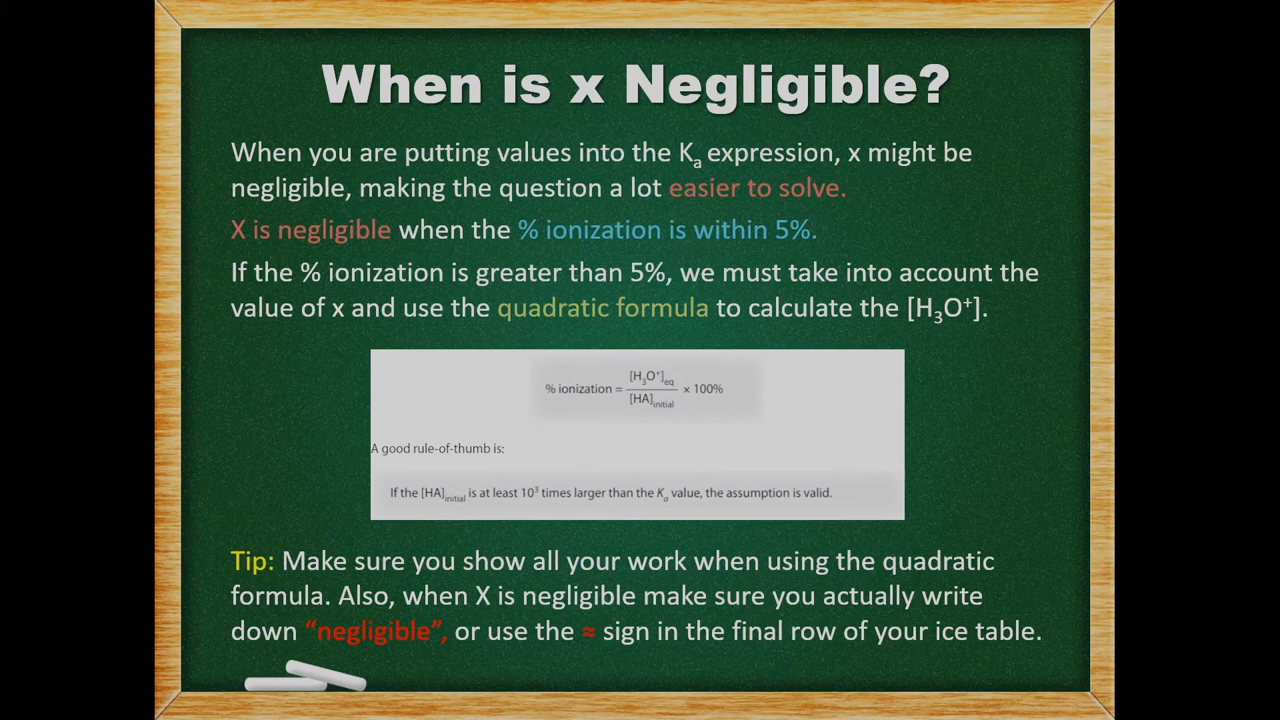 When is x Negligible?
When you are putting values into the Kₐ expression, x might be
negligible, making the question a lot easier to solve.
X is negligible when the % ionization is within 5%.
If the % ionization is greater than 5%, we must take into account the
value of x and use the quadratic formula to calculate the [H₃O⁺].
% ionization = [H₃O⁺]eq / [HA]initial × 100%
A good rule-of-thumb is:
If the [HA]initial is at least 10³ times larger than the Kₐ value, the assumption is valid.
Tip: Make sure you show all your work when using the quadratic
formula. Also, when X is negligible make sure you actually write
down “negligible”, or use the ≈ sign in the final row of your ice table.